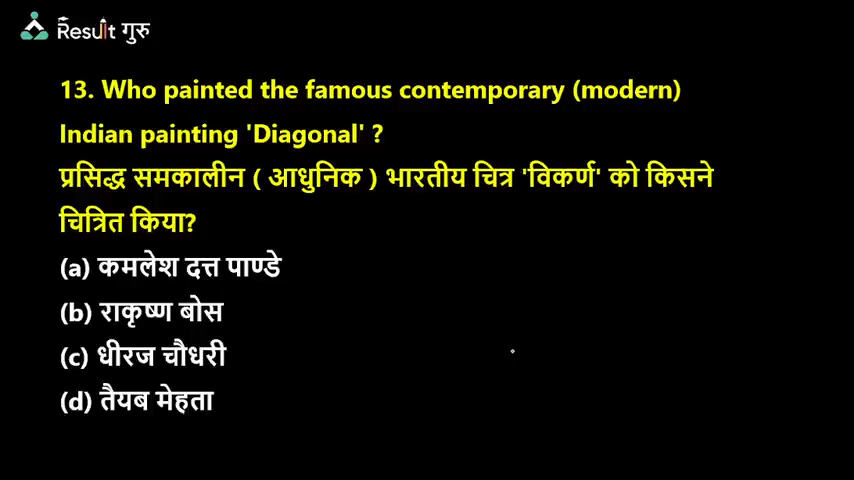 Result गुरु
13. Who painted the famous contemporary (modern)
Indian painting 'Diagonal' ?
प्रसिद्ध समकालीन ( आधुनिक ) भारतीय चित्र 'विकर्ण' को किसने
चित्रित किया?
(a) कमलेश दत्त पाण्डे
(b) राकृष्ण बोस
(c) धीरज चौधरी
(d) तैयब मेहता